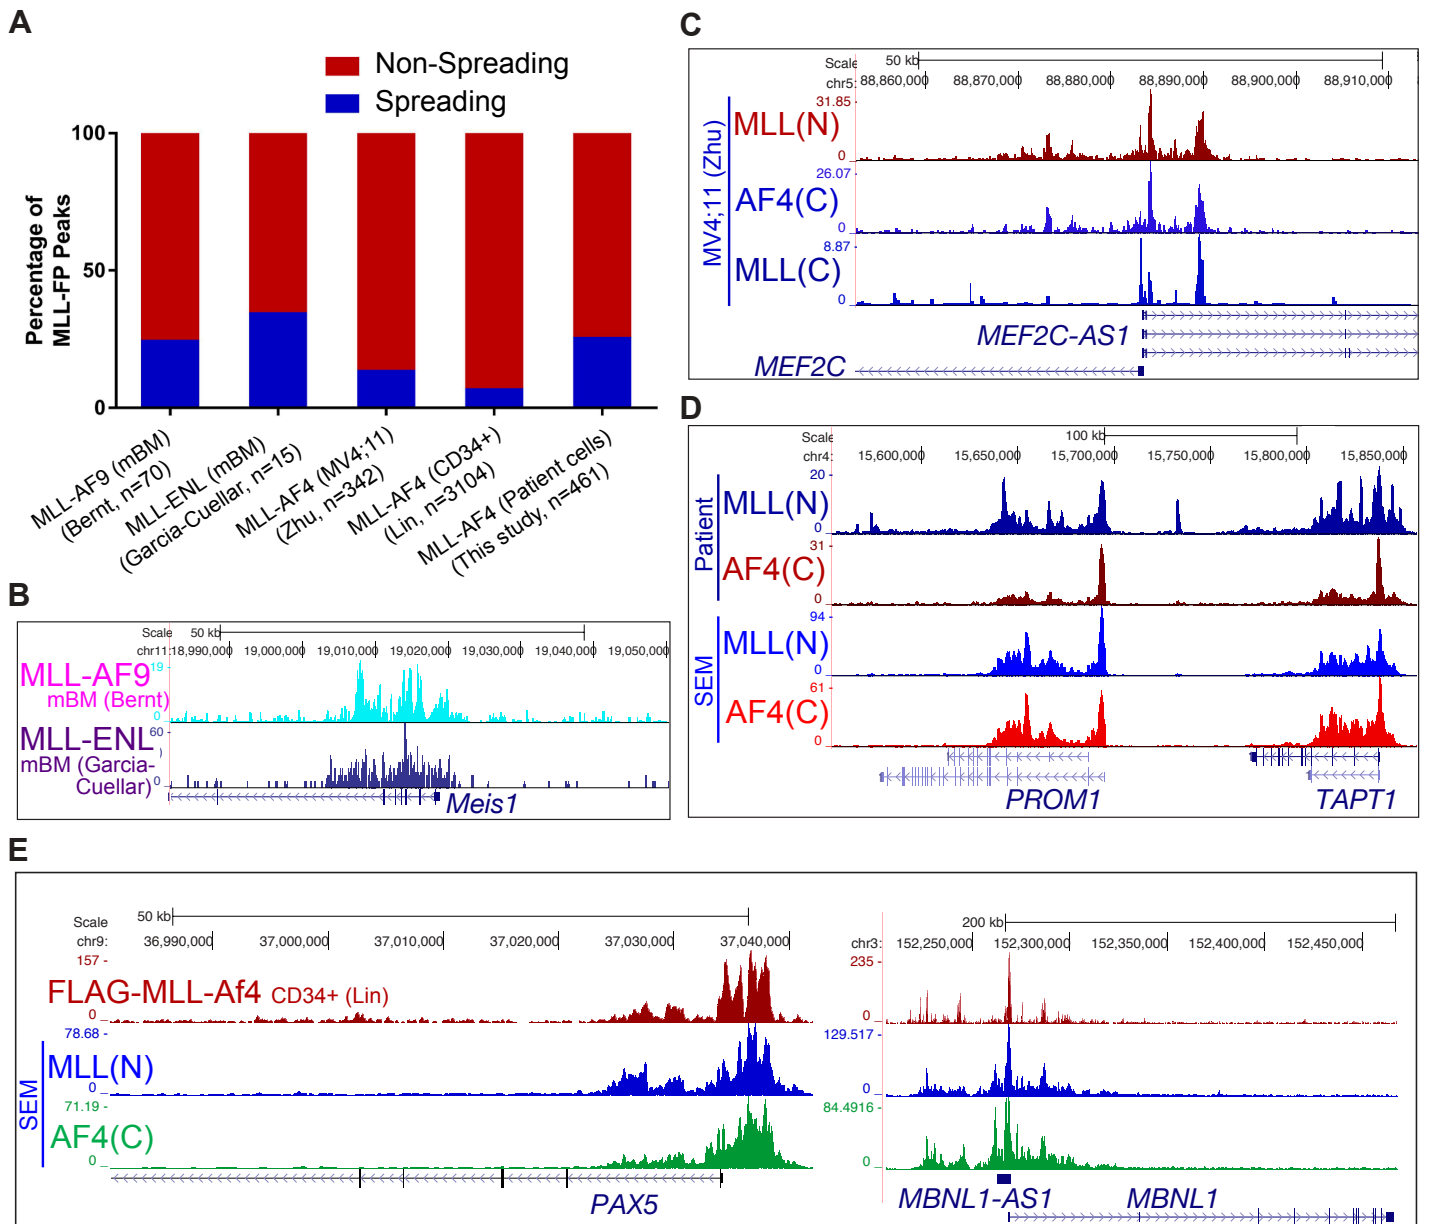 A
Non-Spreading
Spreading
Percentage of
MLL-FP Peaks
100
50
0
MLL-AF9 (mBM)
(Bernt, n=70)
MLL-ENL (mBM)
(Garcia-Cuellar, n=15)
MLL-AF4 (MV4;11)
(Zhu, n=342)
MLL-AF4 (CD34+)
(Lin, n=3104)
MLL-AF4 (Patient cells)
(This study, n=461)
B
Scale 50 kb
chr11: 18,990,000 19,000,000 19,010,000 19,020,000 19,030,000 19,040,000 19,050,000
MLL-AF9 19
mBM (Bernt)
0
MLL-ENL 60
mBM (Garcia-
Cuellar) 0
Meis1
C
Scale 50 kb
chr5: 88,860,000 88,870,000 88,880,000 88,890,000 88,900,000 88,910,000
MV4;11 (Zhu)
31.85
MLL(N)
0
26.07
AF4(C)
0
8.87
MLL(C)
0
MEF2C-AS1
MEF2C
D
Scale 100 kb
chr4: 15,600,000 15,650,000 15,700,000 15,750,000 15,800,000 15,850,000
Patient
20
MLL(N)
0
31
AF4(C)
0
SEM
94
MLL(N)
0
61
AF4(C)
0
PROM1 TAPT1
E
Scale 50 kb
chr9: 36,990,000 37,000,000 37,010,000 37,020,000 37,030,000 37,040,000
157
FLAG-MLL-Af4 CD34+ (Lin)
0
SEM
78.68
MLL(N)
0
71.19
AF4(C)
0
PAX5
200 kb
chr3: 152,250,000 152,300,000 152,350,000 152,400,000 152,450,000
235
0
129.517
0
84.4916
0
MBNL1-AS1 MBNL1